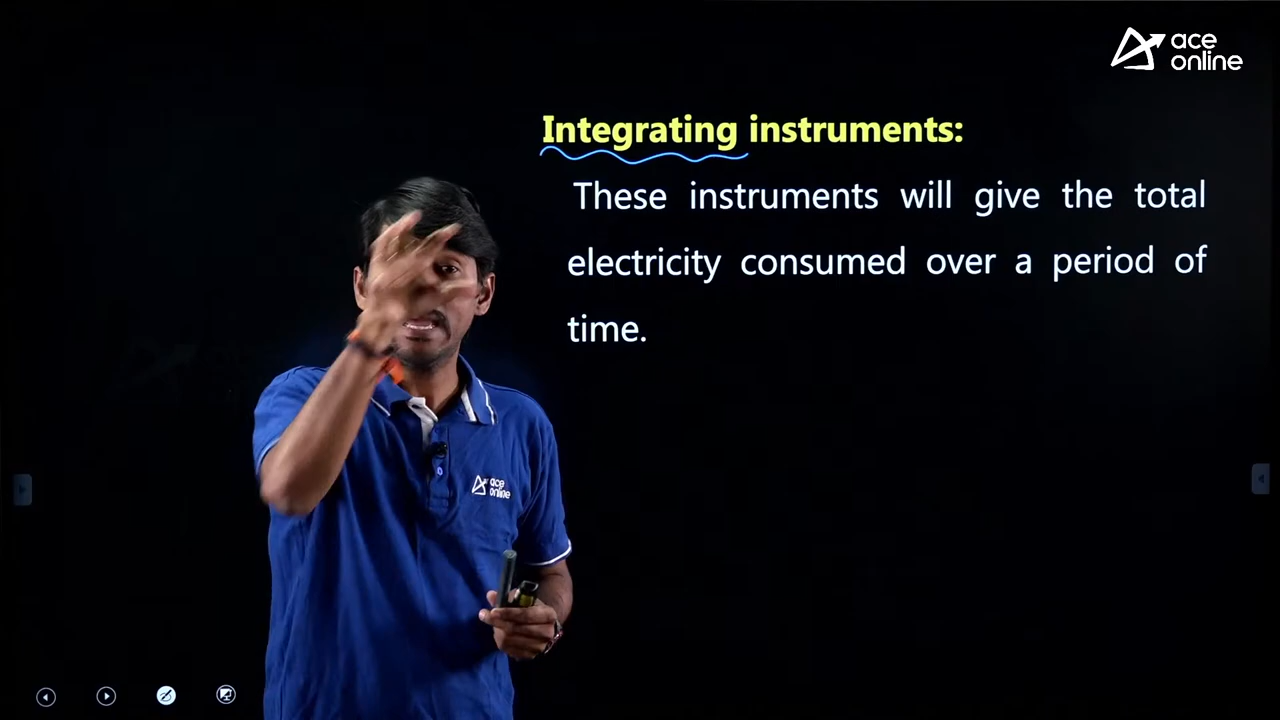 ace
online
Integrating instruments:
These instruments will give the total
electricity consumed over a period of
time.
ace
online